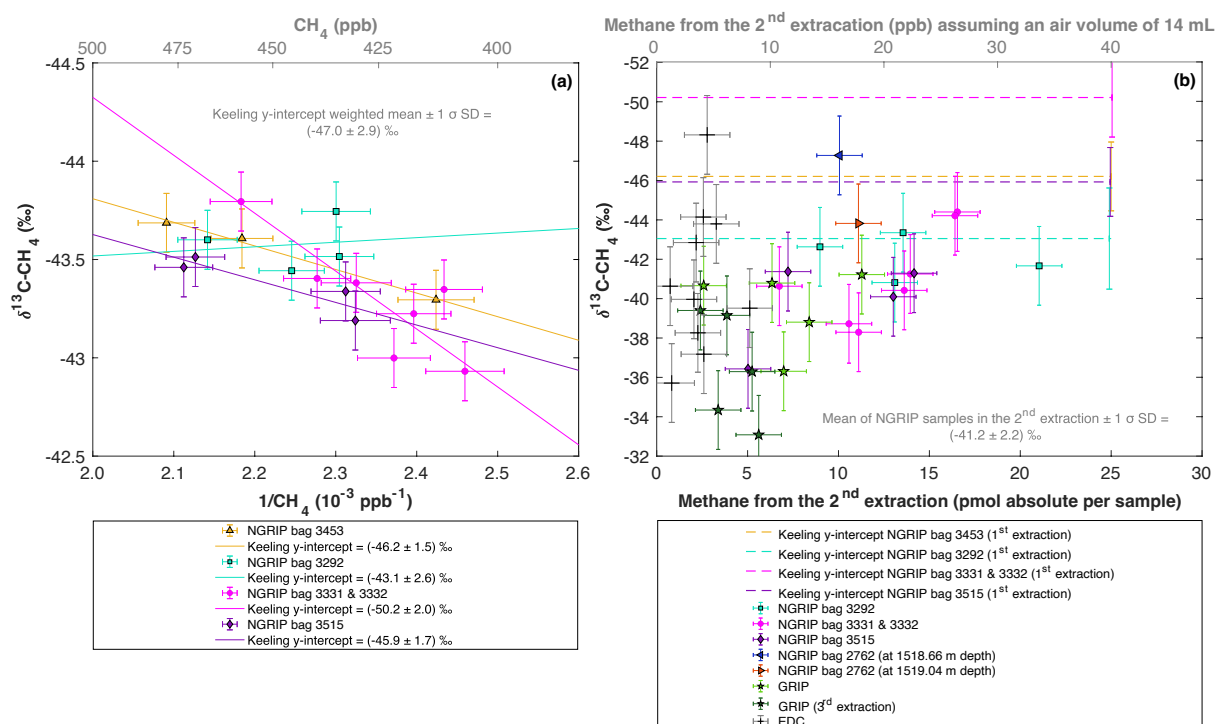 CH4 (ppb)
500 475 450 425 400
-44.5
-44
-43.5
-43
-42.5
δ13C-CH4 (‰)
(a)
Keeling y-intercept weighted mean ± 1 σ SD =
(-47.0 ± 2.9) ‰
2.0 2.1 2.2 2.3 2.4 2.5 2.6
1/CH4 (10-3 ppb-1)
NGRIP bag 3453
Keeling y-intercept = (-46.2 ± 1.5) ‰
NGRIP bag 3292
Keeling y-intercept = (-43.1 ± 2.6) ‰
NGRIP bag 3331 & 3332
Keeling y-intercept = (-50.2 ± 2.0) ‰
NGRIP bag 3515
Keeling y-intercept = (-45.9 ± 1.7) ‰
Methane from the 2nd extracation (ppb) assuming an air volume of 14 mL
0 10 20 30 40
-52
-50
-48
-46
-44
-42
-40
-38
-36
-34
-32
δ13C-CH4 (‰)
(b)
Mean of NGRIP samples in the 2nd extraction ± 1 σ SD =
(-41.2 ± 2.2) ‰
0 5 10 15 20 25 30
Methane from the 2nd extraction (pmol absolute per sample)
Keeling y-intercept NGRIP bag 3453 (1st extraction)
Keeling y-intercept NGRIP bag 3292 (1st extraction)
Keeling y-intercept NGRIP bag 3331 & 3332 (1st extraction)
Keeling y-intercept NGRIP bag 3515 (1st extraction)
NGRIP bag 3292
NGRIP bag 3331 & 3332
NGRIP bag 3515
NGRIP bag 2762 (at 1518.66 m depth)
NGRIP bag 2762 (at 1519.04 m depth)
GRIP
GRIP (3rd extraction)
EDC